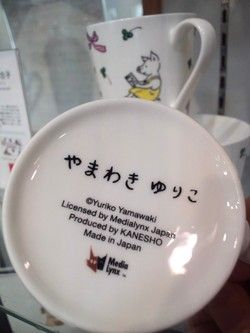 やまわき ゆりこ
©Yuriko Yamawaki
Licensed by Medialynx Japan
Produced by KANESHO
Made in Japan
Media
Lynx ™